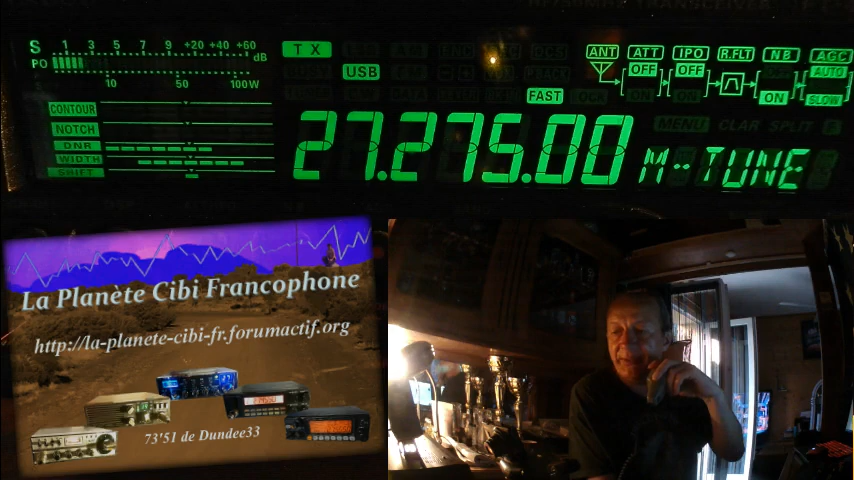 S 1 3 5 7 9 +20 +40 +60 dB
PO
10 50 100W
TX
USB
FAST
ANT ATT IPO R.FLT NB AGC
OFF OFF AUTO
ON SLOW
CONTOUR
NOTCH
DNR
WIDTH
SHIFT
27.275.00
MENU CLAR SPLIT
M--TUNE
La Planète Cibi Francophone
http://la-planete-cibi-fr.forumactif.org
73'51 de Dundee33